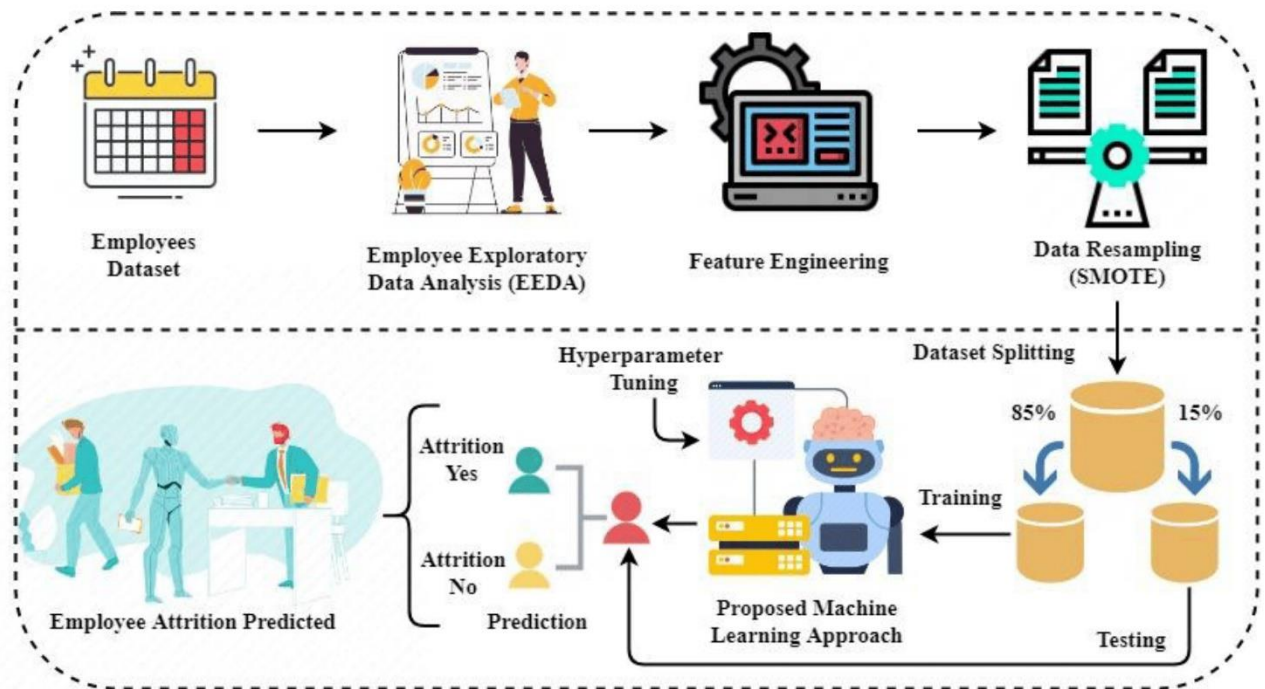 Employees
Dataset
Employee Exploratory
Data Analysis (EEDA)
Feature Engineering
Data Resampling
(SMOTE)
Dataset Splitting
85%
15%
Hyperparameter
Tuning
Training
Attrition
Yes
Attrition
No
Employee Attrition Predicted
Prediction
Proposed Machine
Learning Approach
Testing